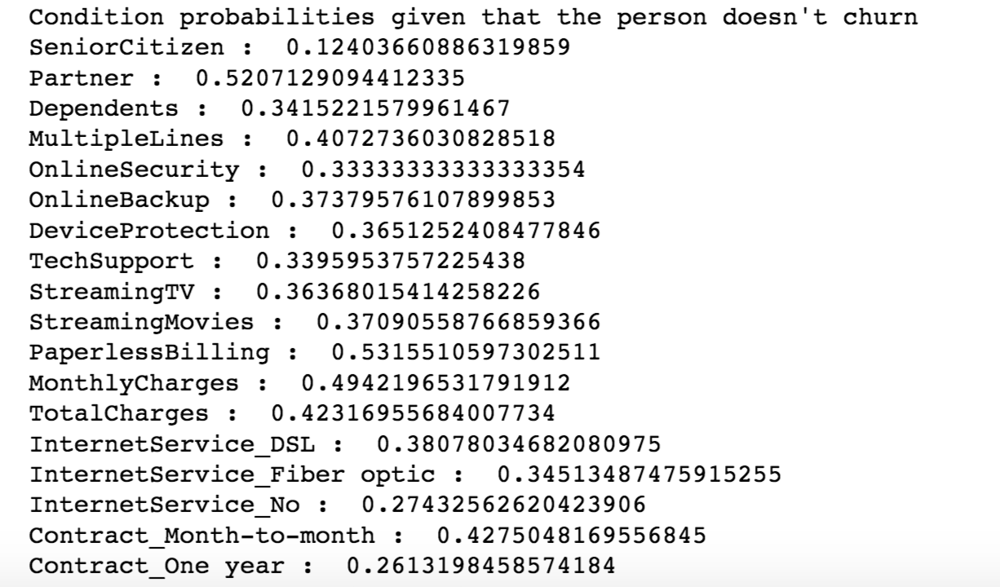 Condition probabilities given that the person doesn't churn
SeniorCitizen :  0.12403660886319859
Partner :  0.5207129094412335
Dependents :  0.3415221579961467
MultipleLines :  0.4072736030828518
OnlineSecurity :  0.33333333333333354
OnlineBackup :  0.37379576107899853
DeviceProtection :  0.3651252408477846
TechSupport :  0.3395953757225438
StreamingTV :  0.36368015414258226
StreamingMovies :  0.37090558766859366
PaperlessBilling :  0.5315510597302511
MonthlyCharges :  0.4942196531791912
TotalCharges :  0.42316955684007734
InternetService_DSL :  0.38078034682080975
InternetService_Fiber optic :  0.34513487475915255
InternetService_No :  0.27432562620423906
Contract_Month-to-month :  0.4275048169556845
Contract_One year :  0.2613198458574184